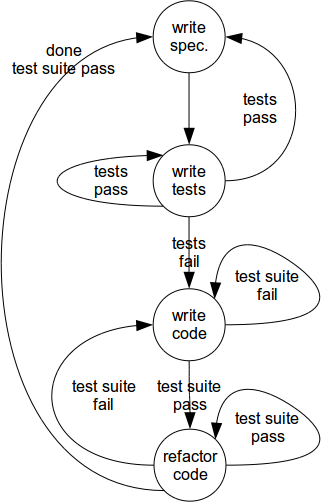 write
spec.
done
test suite pass
tests
pass
write
tests
tests
pass
tests
fail
write
code
test suite
fail
test suite
fail
test suite
pass
test suite
pass
refactor
code